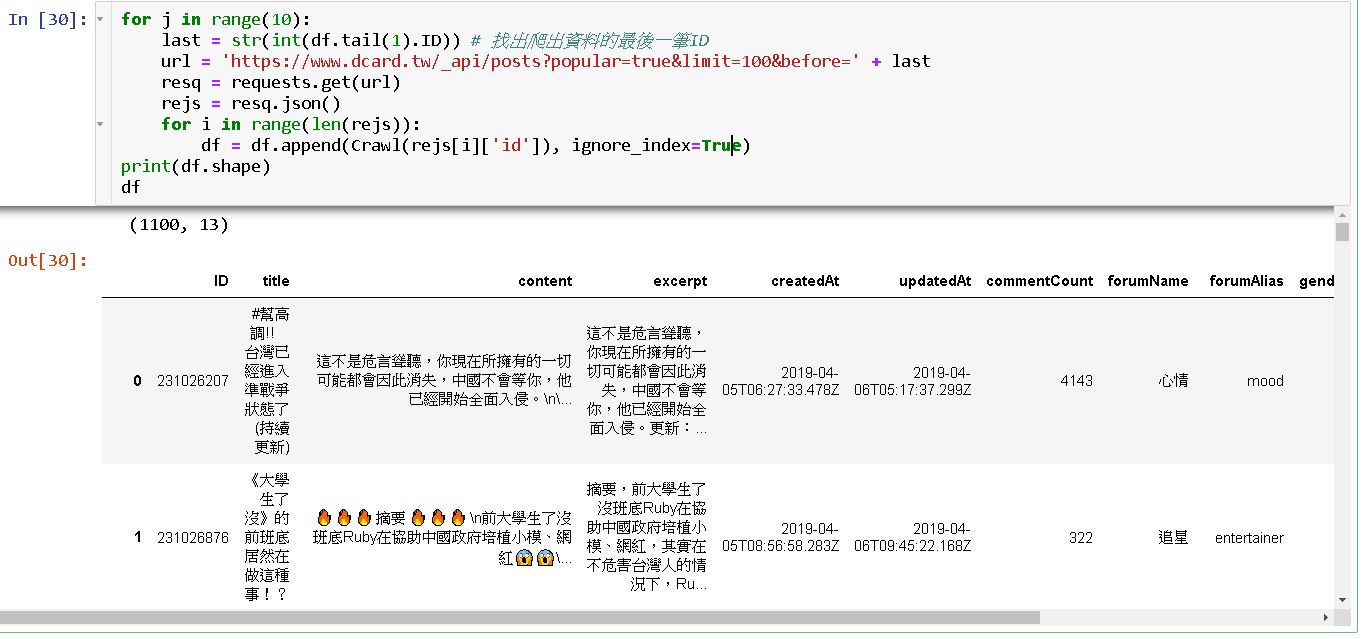 In [30]:
for j in range(10):
last = str(int(df.tail(1).ID)) # 找出爬出資料的最後一筆ID
url = 'https://www.dcard.tw/_api/posts?popular=true&limit=100&before=' + last
resq = requests.get(url)
rejs = resq.json()
for i in range(len(rejs)):
df = df.append(Crawl(rejs[i]['id']), ignore_index=True)
print(df.shape)
df
(1100, 13)
Out[30]:
ID title content excerpt createdAt updatedAt commentCount forumName forumAlias gend
0
231026207
#幫高
調!!
台灣已
經進入
準戰爭
狀態了
(持續
更新)
這不是危言聳聽，你現在所擁有的一切
可能都會因此消失，中國不會等你，他
已經開始全面入侵。\n\...
這不是危言聳聽，
你現在所擁有的一
切可能都會因此消
失，中國不會等
你，他已經開始全
面入侵。更新：...
2019-04-
05T06:27:33.478Z
2019-04-
06T05:17:37.299Z
4143
心情
mood
1
231026876
《大學
生了
沒》的
前班底
居然在
做這種
事！？
🔥🔥🔥摘要🔥🔥🔥\n前大學生了沒
班底Ruby在協助中國政府培植小模、網
紅😱😱\...
摘要，前大學生了
沒班底Ruby在協
助中國政府培植小
模、網紅，其實在
不危害台灣人的情
況下，Ru...
2019-04-
05T08:56:58.283Z
2019-04-
06T09:45:22.168Z
322
追星
entertainer